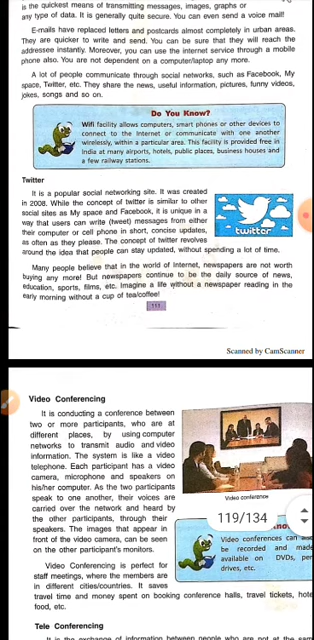 is the quickest means of transmitting messages, images, graphs or
any type of data. It is generally quite secure. You can even send a voice mail!
E-mails have replaced letters and postcards almost completely in urban areas.
They are quicker to write and send. You can be sure that they will reach the
addressee instantly. Moreover, you can use the internet service through a mobile
phone also. You are not dependent on a computer/laptop any more.
A lot of people communicate through social networks, such as Facebook, My
space, Twitter, etc. They share the news, useful information, pictures, funny videos,
jokes, songs and so on.
Do You Know?
Wifi facility allows computers, smart phones or other devices to
connect to the Internet or communicate with one another
wirelessly, within a particular area. This facility is provided free in
India at many airports, hotels, public places, business houses and
a few railway stations.
Twitter
It is a popular social networking site. It was created
in 2008. While the concept of twitter is similar to other
social sites as My space and Facebook, it is unique in a
way that users can write (tweet) messages from either
their computer or cell phone in short, concise updates,
as often as they please. The concept of twitter revolves
around the idea that people can stay updated, without spending a lot of time.
twitter
Many people believe that in the world of Internet, newspapers are not worth
buying any more! But newspapers continue to be the daily source of news,
education, sports, films, etc. Imagine a life without a newspaper reading in the
early morning without a cup of tea/coffee!
111
Scanned by CamScanner
Video Conferencing
It is conducting a conference between
two or more participants, who are at
different places, by using computer
networks to transmit audio and video
information. The system is like a video
telephone. Each participant has a video
camera, microphone and speakers on
his/her computer. As the two participants
speak to one another, their voices are
carried over the network and heard by
the other participants, through their
speakers. The images that appear in
front of the video camera, can be seen
on the other participant's monitors.
Video conference
119/134
Video conferences can
be recorded and made
available on DVDs, pen
drives, etc.
Video Conferencing is perfect for
staff meetings, where the members are
in different cities/countries. It saves
travel time and money spent on booking conference halls, travel tickets, hote
food, etc.
Tele Conferencing
It is the exchange of information between people who are not at the same